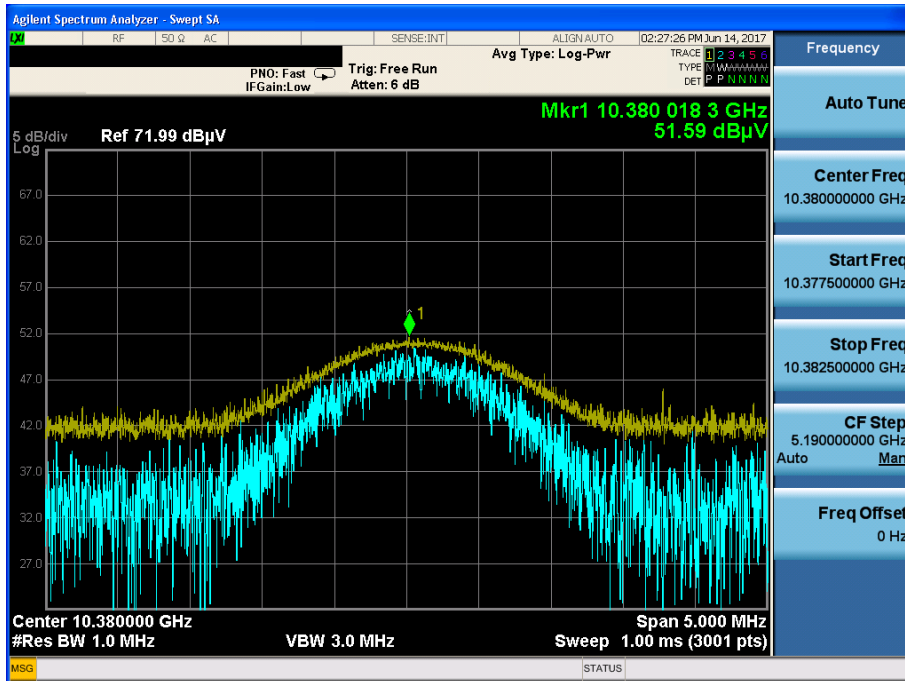 Agilent Spectrum Analyzer - Swept SA
LXI RF 50 Ω AC SENSE:INT ALIGN AUTO 02:27:26 PM Jun 14, 2017
PNO: Fast
IFGain:Low
Trig: Free Run
Atten: 6 dB
Avg Type: Log-Pwr
TRACE 1 2 3 4 5 6
TYPE MWWWWW
DET P P N N N N
Mkr1 10.380 018 3 GHz
51.59 dBµV
5 dB/div
Log
Ref 71.99 dBµV
67.0
62.0
57.0
52.0
47.0
42.0
37.0
32.0
27.0
1
Center 10.380000 GHz
Span 5.000 MHz
#Res BW 1.0 MHz
VBW 3.0 MHz
Sweep 1.00 ms (3001 pts)
MSG
STATUS
Frequency
Auto Tune
Center Freq
10.380000000 GHz
Start Freq
10.377500000 GHz
Stop Freq
10.382500000 GHz
CF Step
5.190000000 GHz
Auto Man
Freq Offset
0 Hz